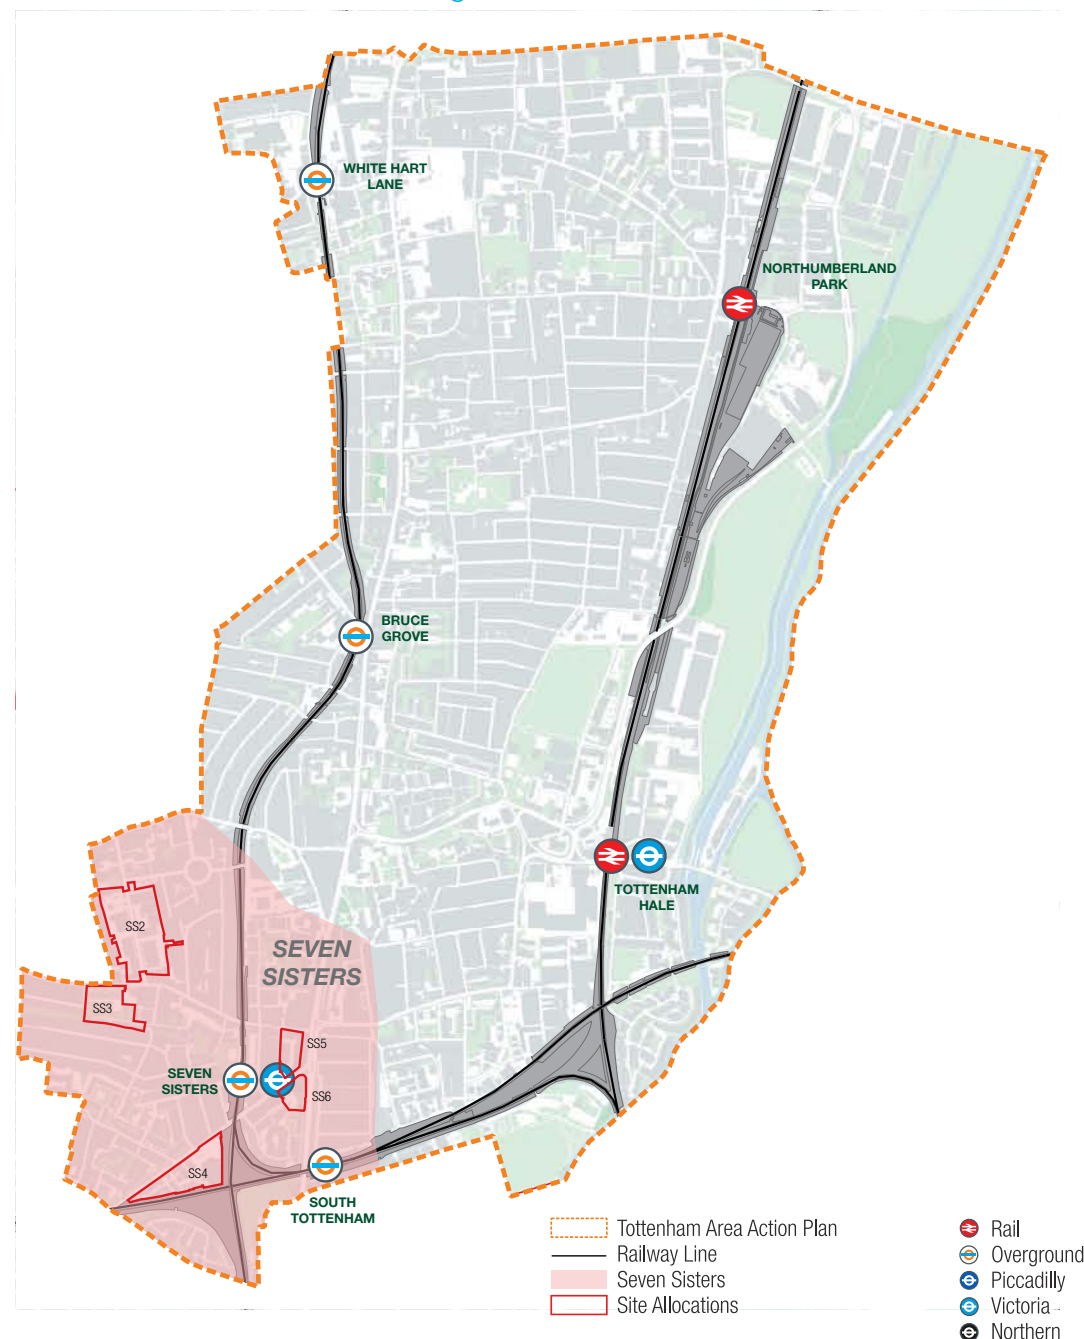 WHITE HART
LANE
NORTHUMBERLAND
PARK
BRUCE
GROVE
TOTTENHAM
HALE
SS2
SEVEN
SISTERS
SS3
SS5
SEVEN
SISTERS
SS6
SS4
SOUTH
TOTTENHAM
Tottenham Area Action Plan
Railway Line
Seven Sisters
Site Allocations
Rail
Overground
Piccadilly
Victoria
Northern